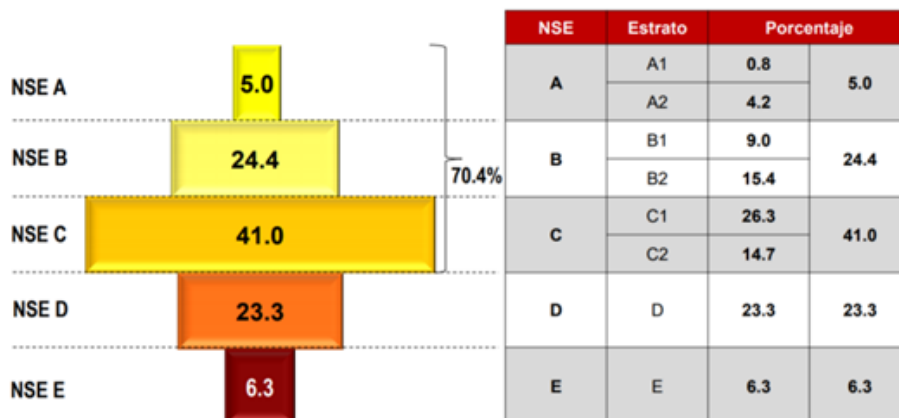 NSE A
5.0
NSE B
24.4
70.4%
NSE C
41.0
NSE D
23.3
NSE E
6.3
NSE Estrato Porcentaje
A A1 0.8 5.0
A2 4.2
B B1 9.0 24.4
B2 15.4
C C1 26.3 41.0
C2 14.7
D D 23.3 23.3
E E 6.3 6.3